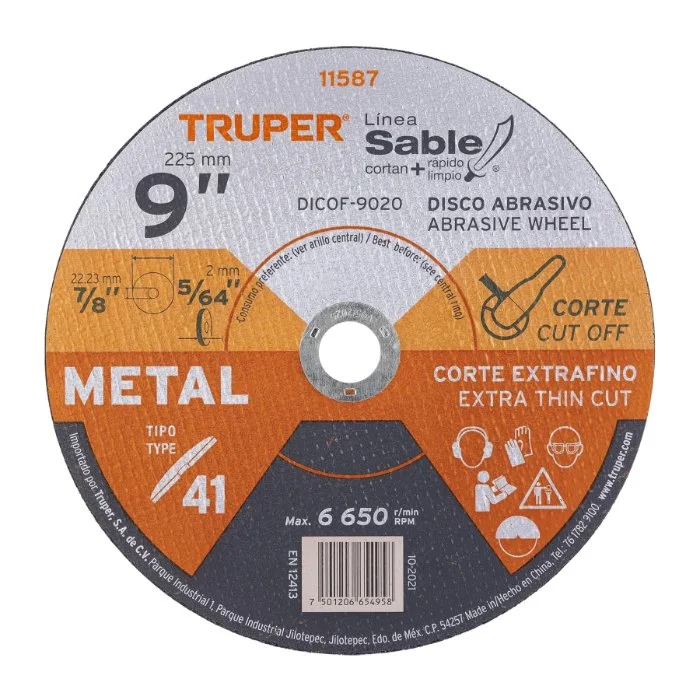 11587
TRUPER®
Línea
Sable®
cortan + rápido
limpio
225 mm
9"
DICOF-9020
DISCO ABRASIVO
ABRASIVE WHEEL
Consumo preferente: (ver arillo central) / Best before: (see central ring)
22.23 mm
7/8"
2 mm
5/64"
CORTE
CUT OFF
METAL
CORTE EXTRAFINO
EXTRA THIN CUT
TIPO
TYPE
41
Max. 6 650 r/min
RPM
EN 12413
10-2021
7 501206 654958
Importado por: Truper, S.A. de C.V. Parque Industrial 1, Parque Industrial Jilotepec, Jilotepec, Edo. de Méx. C.P. 54257 Made in/Hecho en China, Tel.: 76 1782 9100, www.truper.com